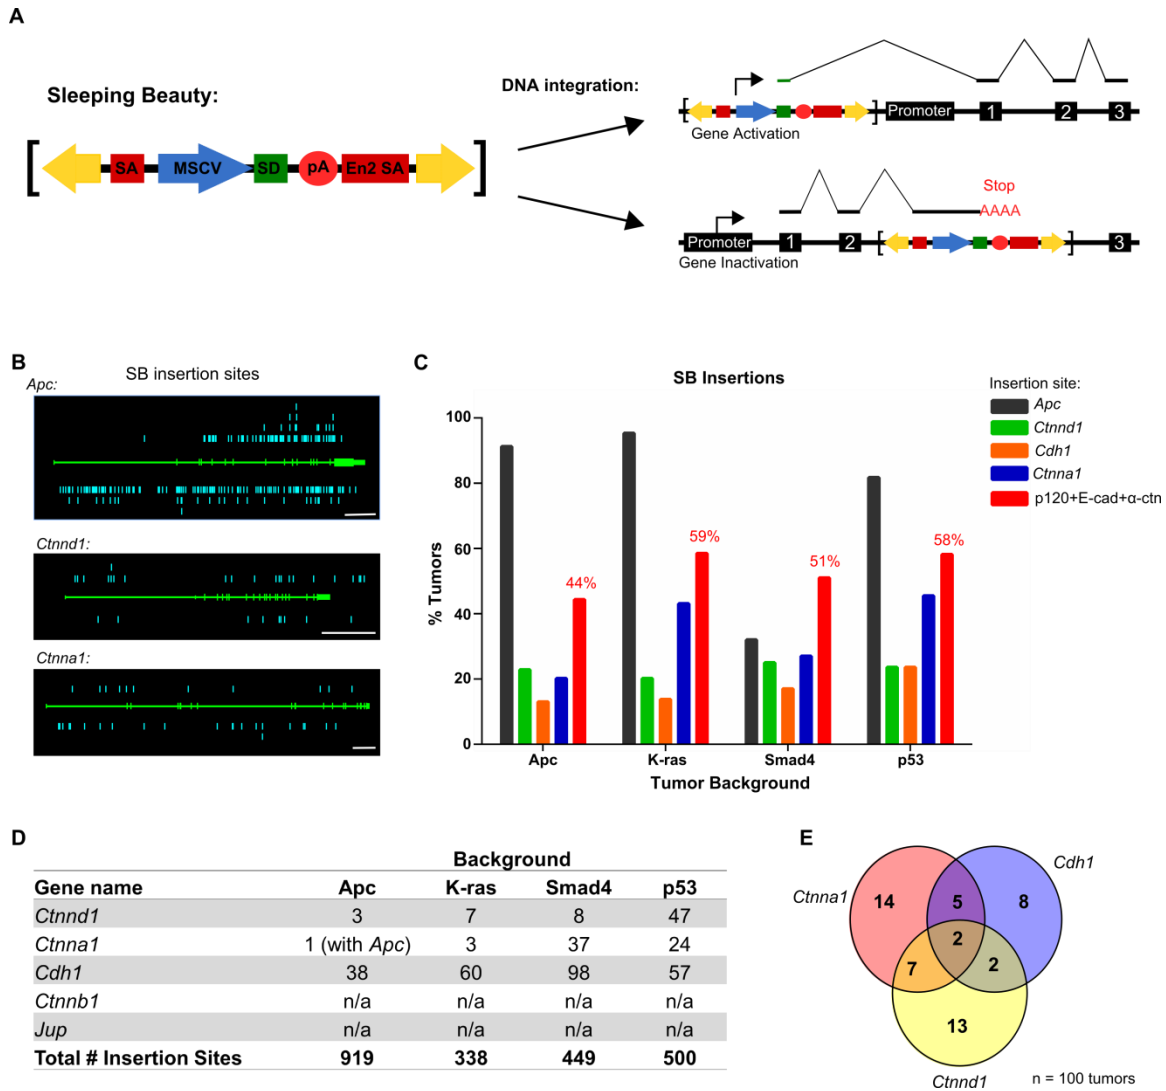 A
Sleeping Beauty:
SA MSCV SD pA En2 SA
DNA integration:
Promoter 1 2 3
Gene Activation
Stop
AAAA
Promoter 1 2 3
Gene Inactivation
B
SB insertion sites
Apc:
Ctnnd1:
Ctnna1:
C
SB Insertions
% Tumors
100
80
60
40
20
0
44%
59%
51%
58%
Apc K-ras Smad4 p53
Tumor Background
Insertion site:
Apc
Ctnnd1
Cdh1
Ctnna1
p120+E-cad+α-ctn
D
Background
Gene name Apc K-ras Smad4 p53
Ctnnd1 3 7 8 47
Ctnna1 1 (with Apc) 3 37 24
Cdh1 38 60 98 57
Ctnnb1 n/a n/a n/a n/a
Jup n/a n/a n/a n/a
Total # Insertion Sites 919 338 449 500
E
Ctnna1
Cdh1
14 5 8
2
7 2
13
Ctnnd1
n = 100 tumors